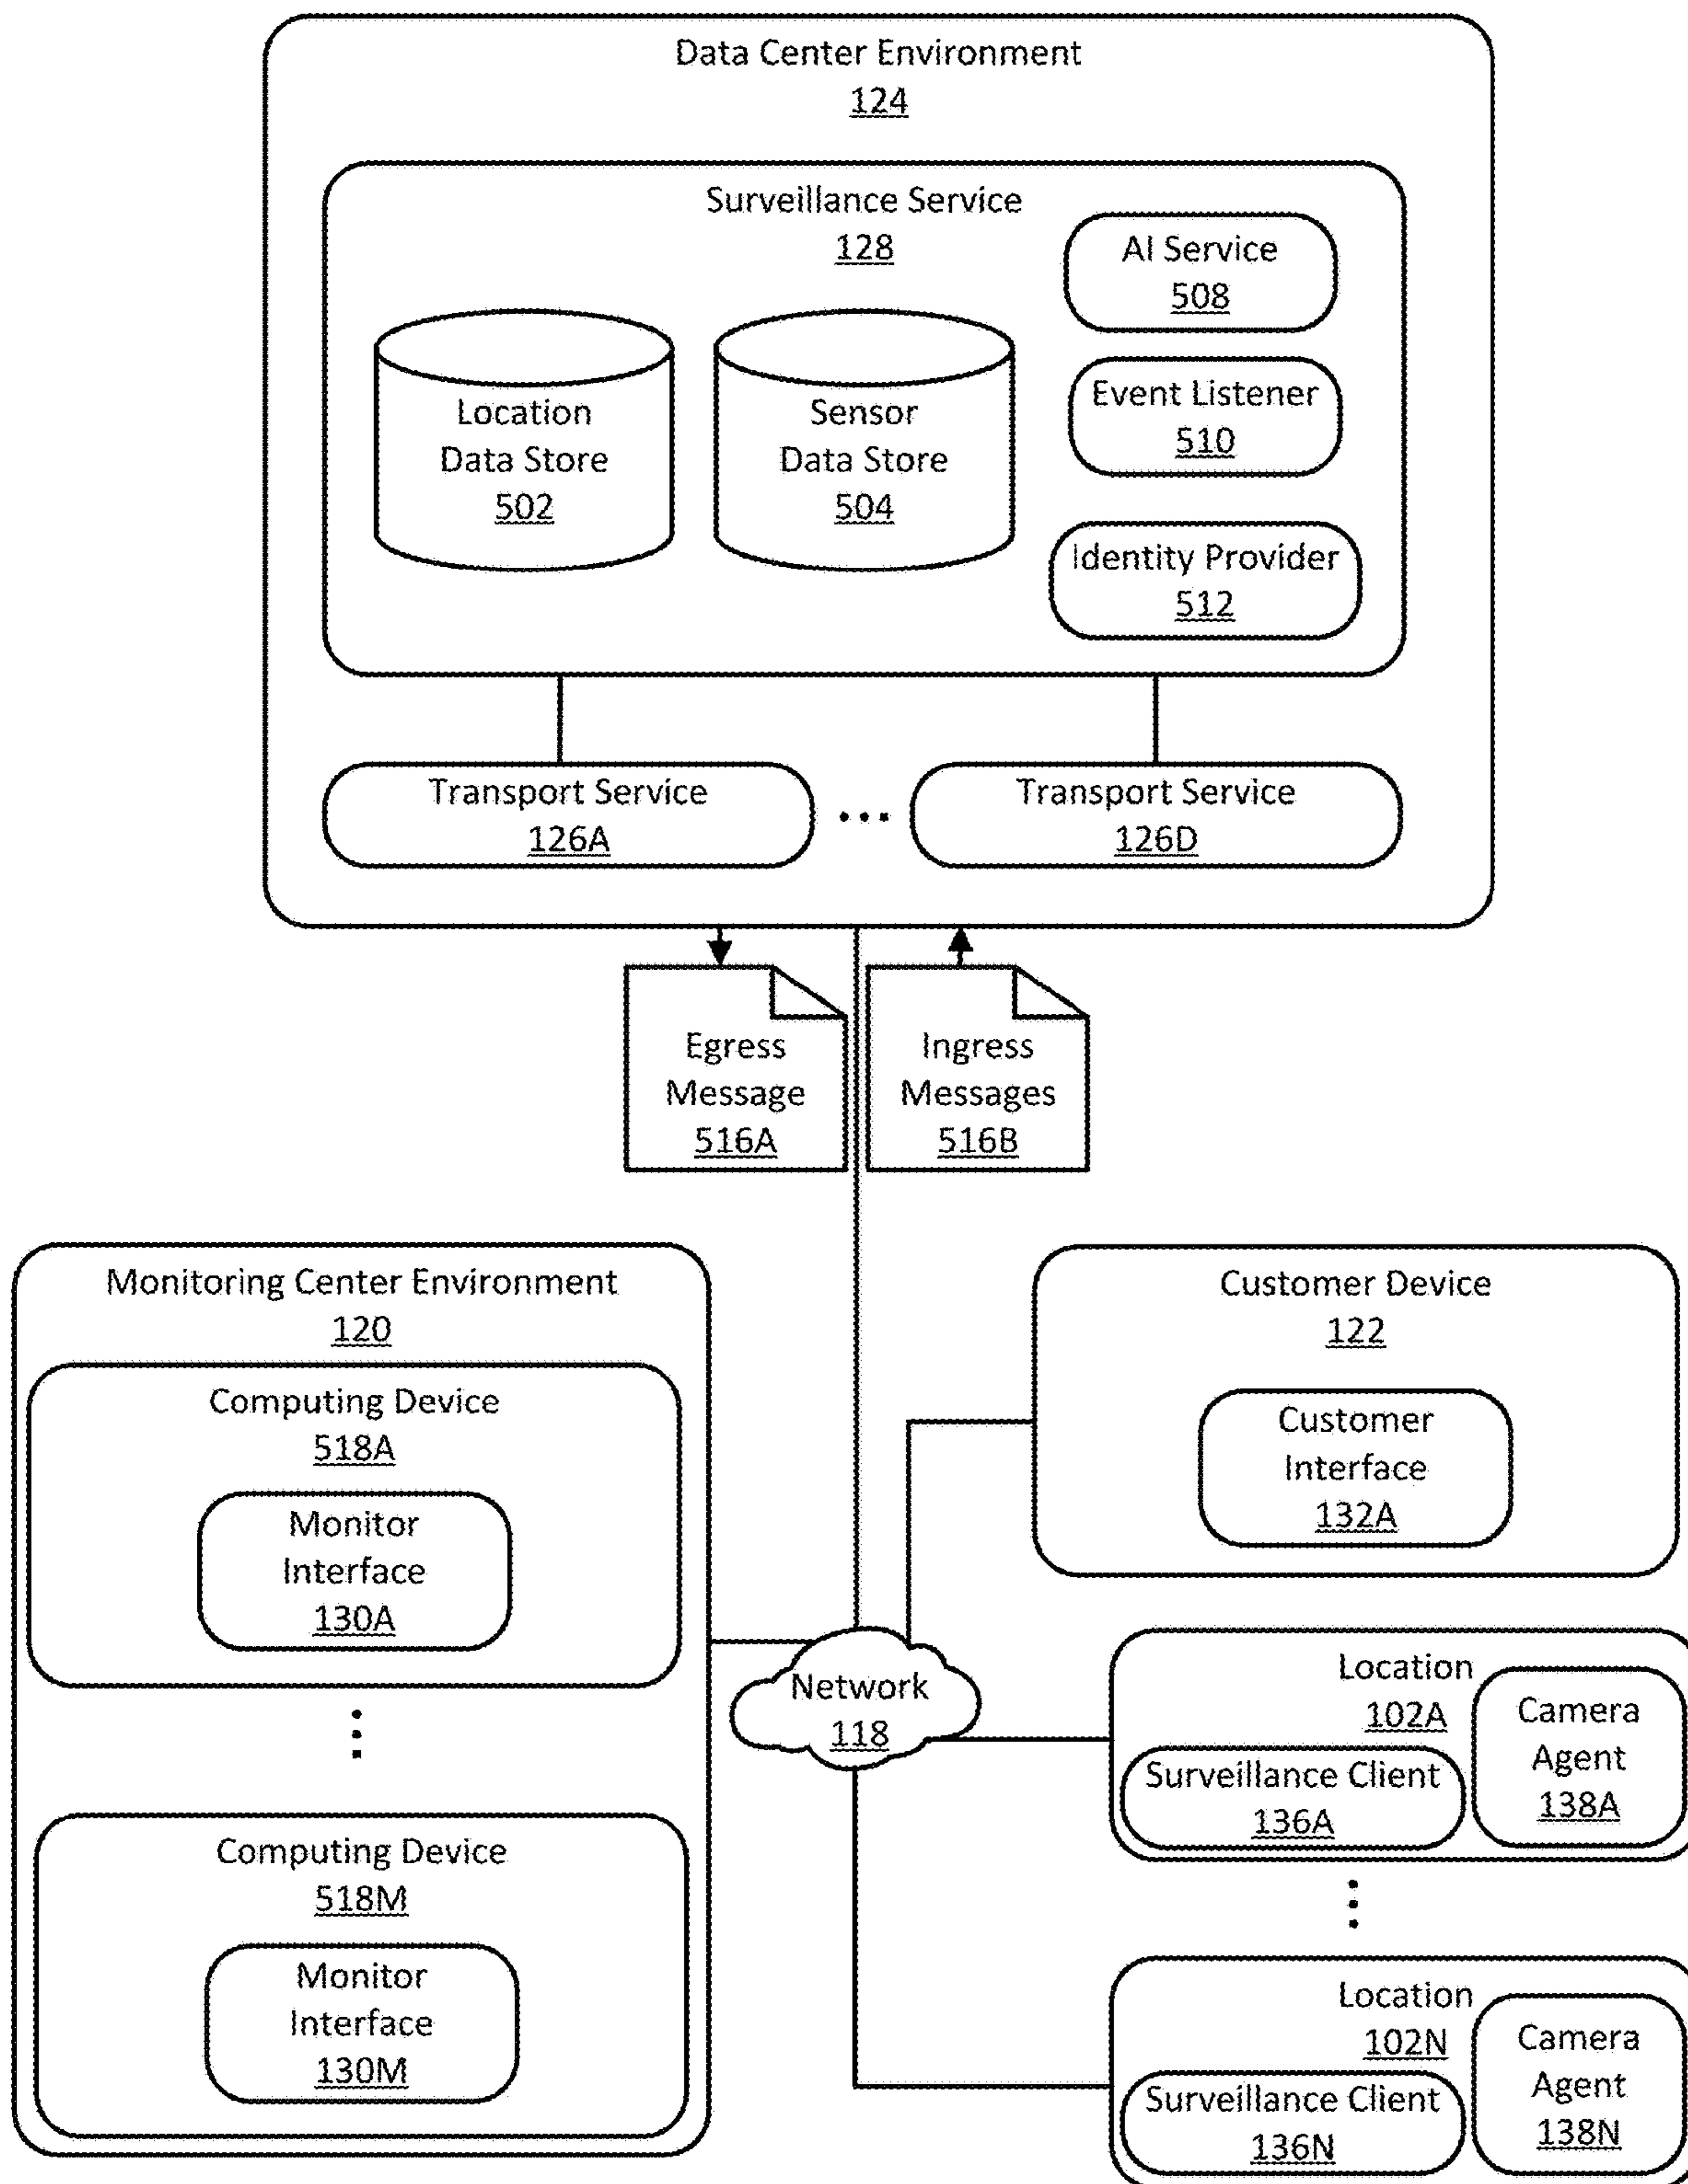 Data Center Environment
124
Surveillance Service
128
AI Service
508
Event Listener
510
Identity Provider
512
Location
Data Store
502
Sensor
Data Store
504
Transport Service
126A
...
Transport Service
126D
Egress
Message
516A
Ingress
Messages
516B
Monitoring Center Environment
120
Computing Device
518A
Monitor
Interface
130A
Computing Device
518M
Monitor
Interface
130M
Network
118
Customer Device
122
Customer
Interface
132A
Location
102A
Surveillance Client
136A
Camera
Agent
138A
Location
102N
Surveillance Client
136N
Camera
Agent
138N